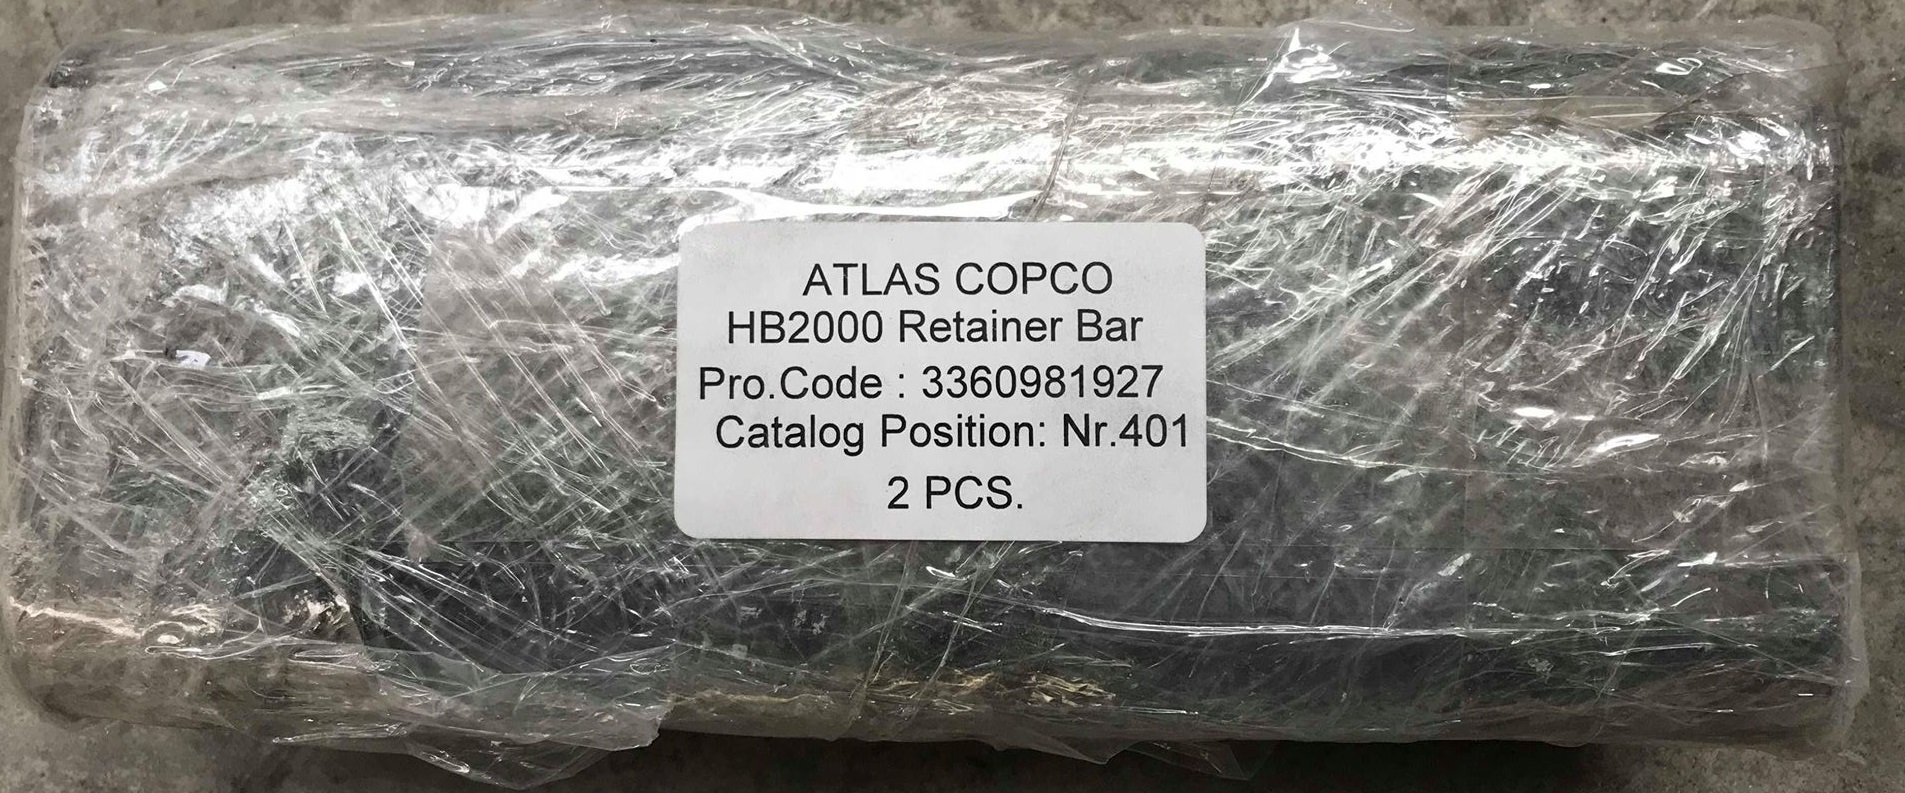 ATLAS COPCO
HB2000 Retainer Bar
Pro.Code : 3360981927
Catalog Position: Nr.401
2 PCS.